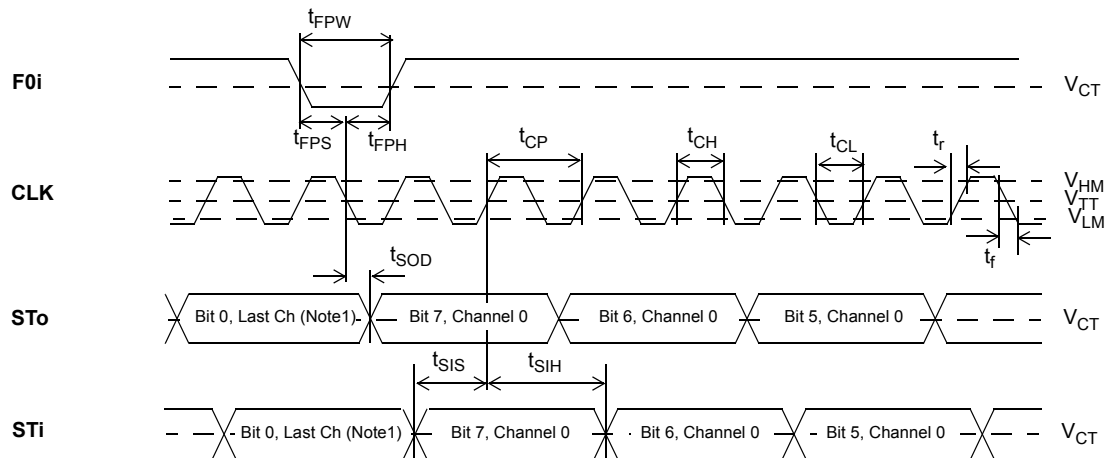 tFPW
F0i
VCT
tFPS tFPH
tCP tCH tCL tr
CLK
VHM
VTT
VLM
tf
tSOD
STo
Bit 0, Last Ch (Note1) Bit 7, Channel 0 Bit 6, Channel 0 Bit 5, Channel 0
VCT
tSIS tSIH
STi
Bit 0, Last Ch (Note1) Bit 7, Channel 0 Bit 6, Channel 0 Bit 5, Channel 0
VCT